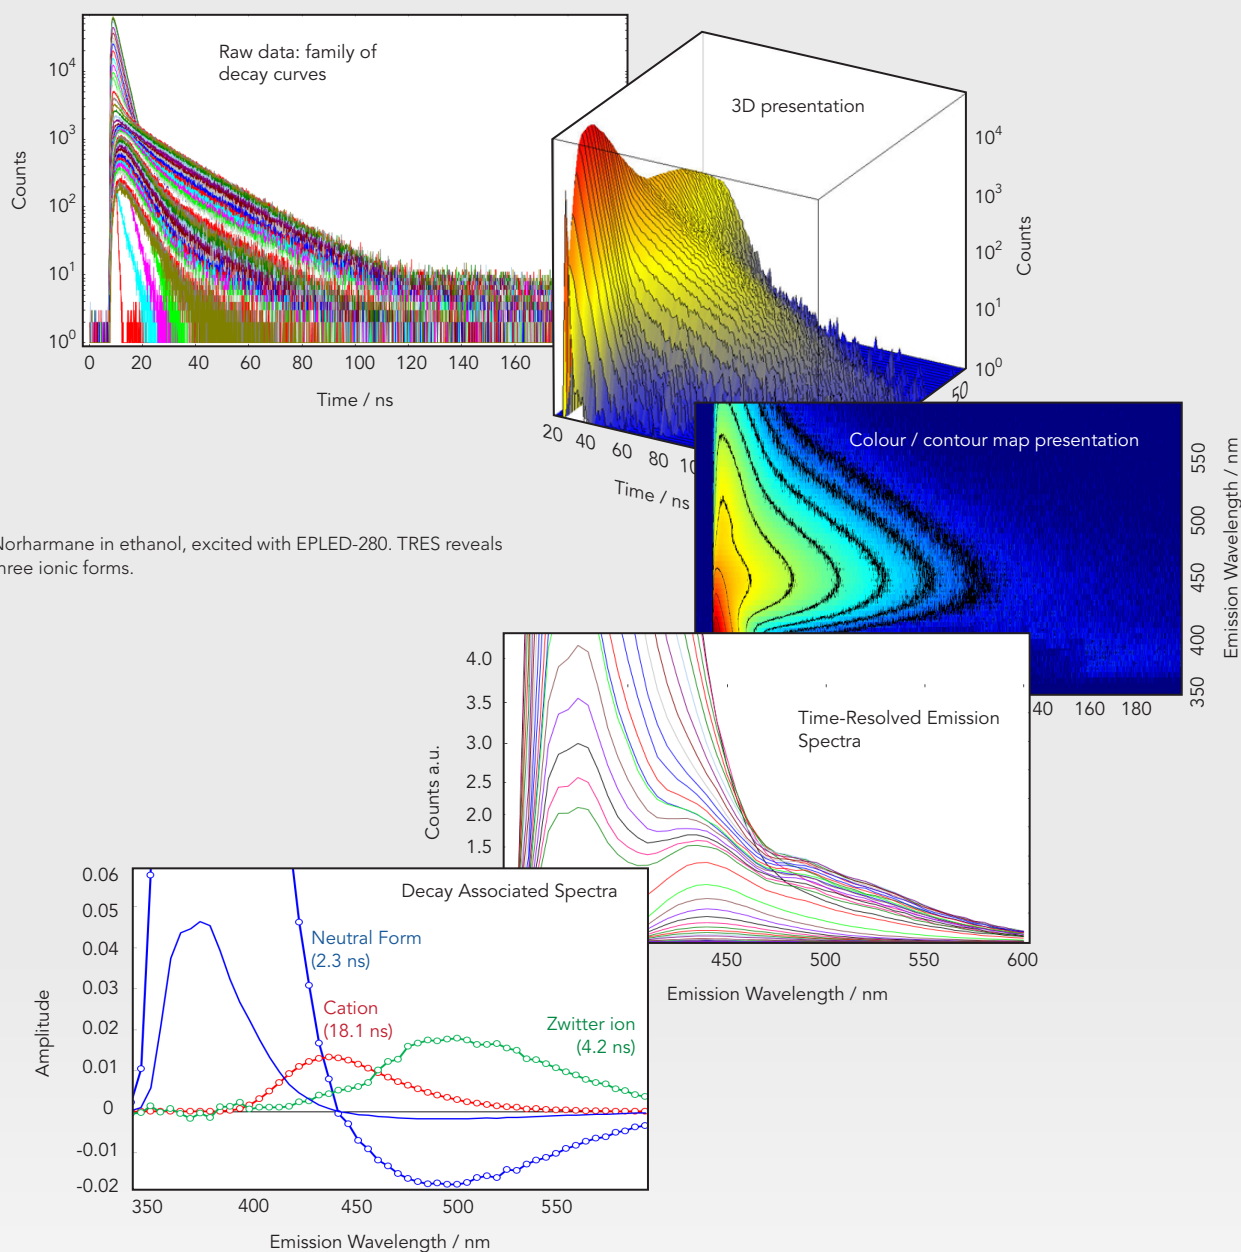 Raw data: family of
decay curves
10^4
10^3
10^2
10^1
10^0
Counts
0 20 40 60 80 100 120 140 160
Time / ns
3D presentation
10^4
10^3
10^2
10^1
10^0
Counts
50
20 40 60 80
Time / ns
Colour / contour map presentation
550
500
450
400
350
Emission Wavelength / nm
40 160 180
Norharmane in ethanol, excited with EPLED-280. TRES reveals
three ionic forms.
4.0
3.5
3.0
2.5
2.0
1.5
Counts a.u.
Time-Resolved Emission
Spectra
450 500 550 600
Emission Wavelength / nm
Decay Associated Spectra
0.06
0.05
0.04
0.03
0.02
0.01
0
-0.01
-0.02
Amplitude
Neutral Form
(2.3 ns)
Cation
(18.1 ns)
Zwitter ion
(4.2 ns)
350 400 450 500 550
Emission Wavelength / nm